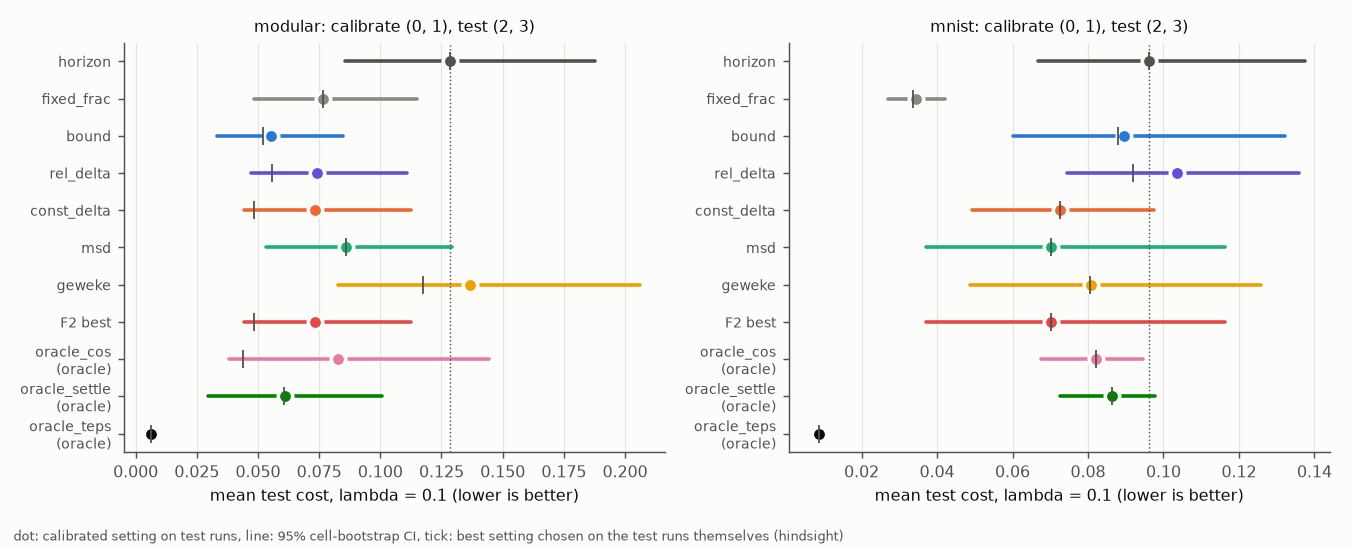 modular: calibrate (0, 1), test (2, 3)
horizon
fixed_frac
bound
rel_delta
const_delta
msd
geweke
F2 best
oracle_cos
(oracle)
oracle_settle
(oracle)
oracle_teps
(oracle)
0.000 0.025 0.050 0.075 0.100 0.125 0.150 0.175 0.200
mean test cost, lambda = 0.1 (lower is better)
mnist: calibrate (0, 1), test (2, 3)
horizon
fixed_frac
bound
rel_delta
const_delta
msd
geweke
F2 best
oracle_cos
(oracle)
oracle_settle
(oracle)
oracle_teps
(oracle)
0.02 0.04 0.06 0.08 0.10 0.12 0.14
mean test cost, lambda = 0.1 (lower is better)
dot: calibrated setting on test runs, line: 95% cell-bootstrap CI, tick: best setting chosen on the test runs themselves (hindsight)